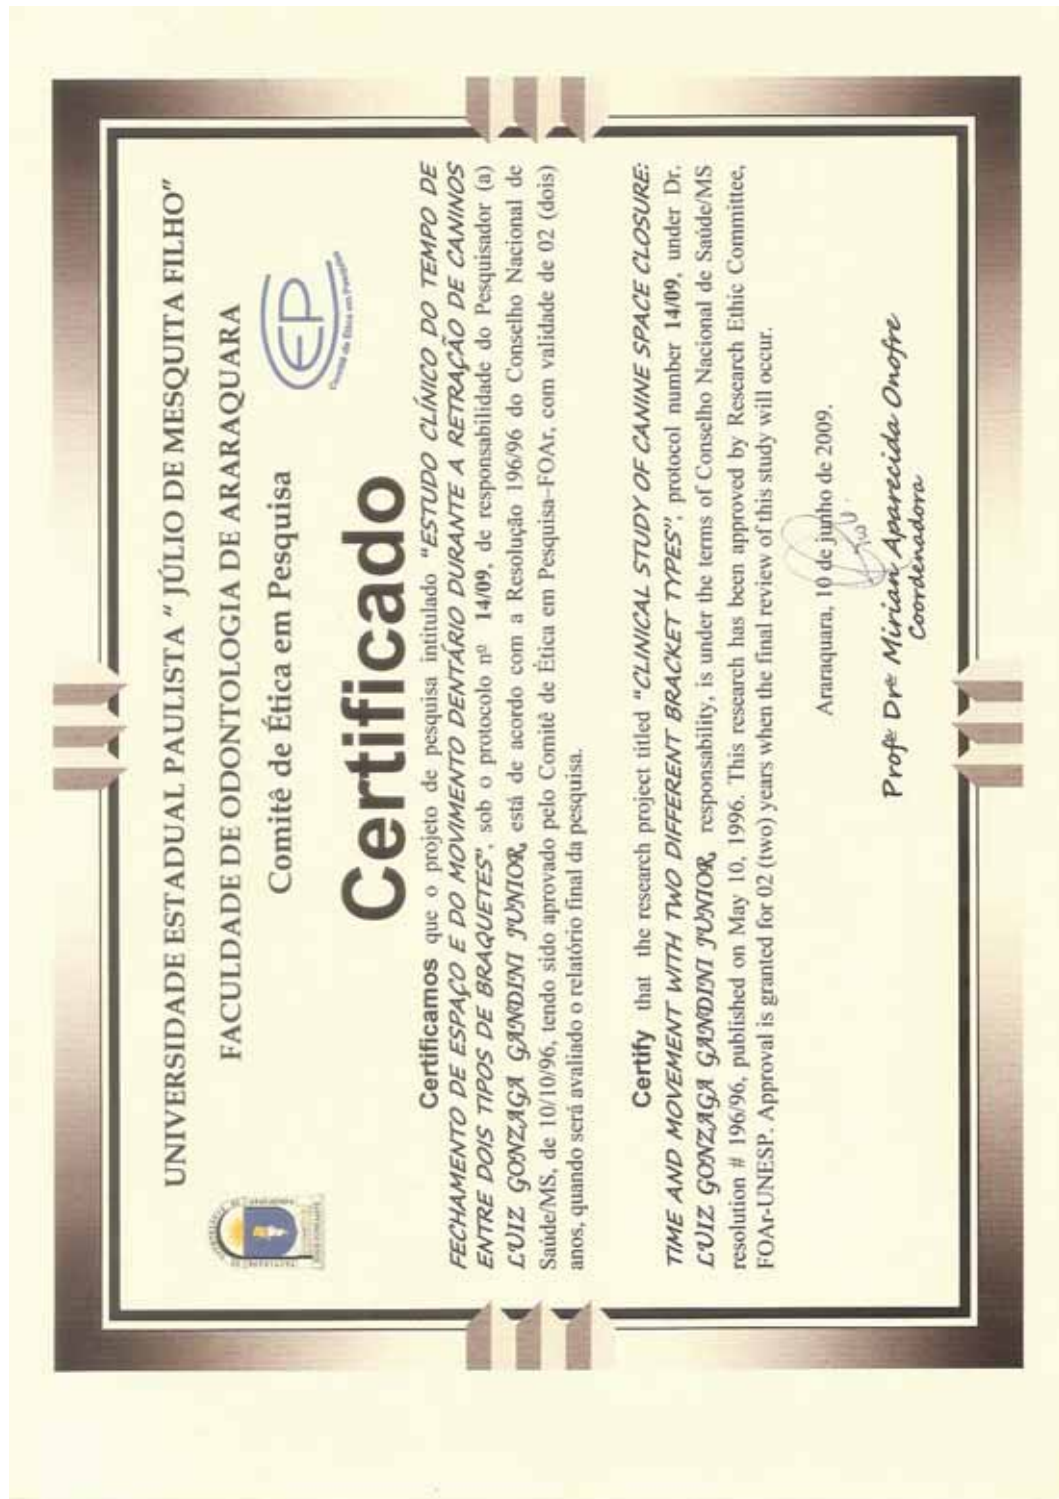 UNIVERSIDADE ESTADUAL PAULISTA " JÚLIO DE MESQUITA FILHO"
FACULDADE DE ODONTOLOGIA DE ARARAQUARA
Comitê de Ética em Pesquisa
CEP
Comitê de Ética em Pesquisa
Certificado
Certificamos que o projeto de pesquisa intitulado "ESTUDO CLÍNICO DO TEMPO DE
FECHAMENTO DE ESPAÇO E DO MOVIMENTO DENTÁRIO DURANTE A RETRAÇÃO DE CANINOS
ENTRE DOIS TIPOS DE BRAQUETES", sob o protocolo nº 14/09, de responsabilidade do Pesquisador (a)
LUIZ GONZAGA GANDINI JUNIOR, está de acordo com a Resolução 196/96 do Conselho Nacional de
Saúde/MS, de 10/10/96, tendo sido aprovado pelo Comitê de Ética em Pesquisa-FOAr, com validade de 02 (dois)
anos, quando será avaliado o relatório final da pesquisa.
Certify that the research project titled "CLINICAL STUDY OF CANINE SPACE CLOSURE:
TIME AND MOVEMENT WITH TWO DIFFERENT BRACKET TYPES", protocol number 14/09, under Dr.
LUIZ GONZAGA GANDINI JUNIOR, responsability, is under the terms of Conselho Nacional de Saúde/MS
resolution # 196/96, published on May 10, 1996. This research has been approved by Research Ethic Committee,
FOAr-UNESP. Approval is granted for 02 (two) years when the final review of this study will occur.
Araraquara, 10 de junho de 2009.
Profª Drª Mirian Aparecida Onofre
Coordenadora